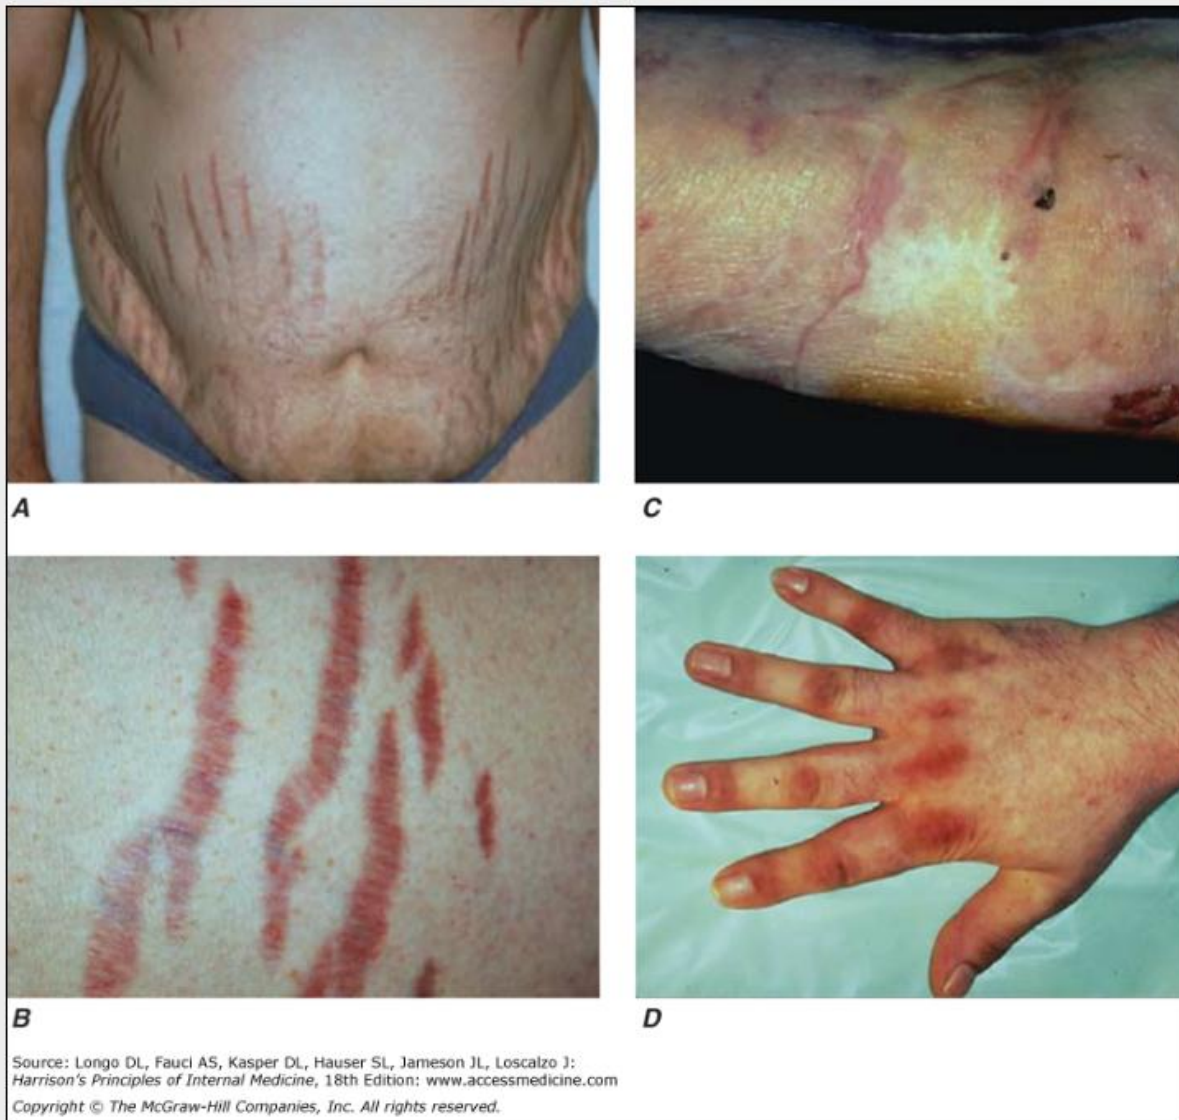 A
C
B
D
Source: Longo DL, Fauci AS, Kasper DL, Hauser SL, Jameson JL, Loscalzo J:
Harrison's Principles of Internal Medicine, 18th Edition: www.accessmedicine.com
Copyright © The McGraw-Hill Companies, Inc. All rights reserved.